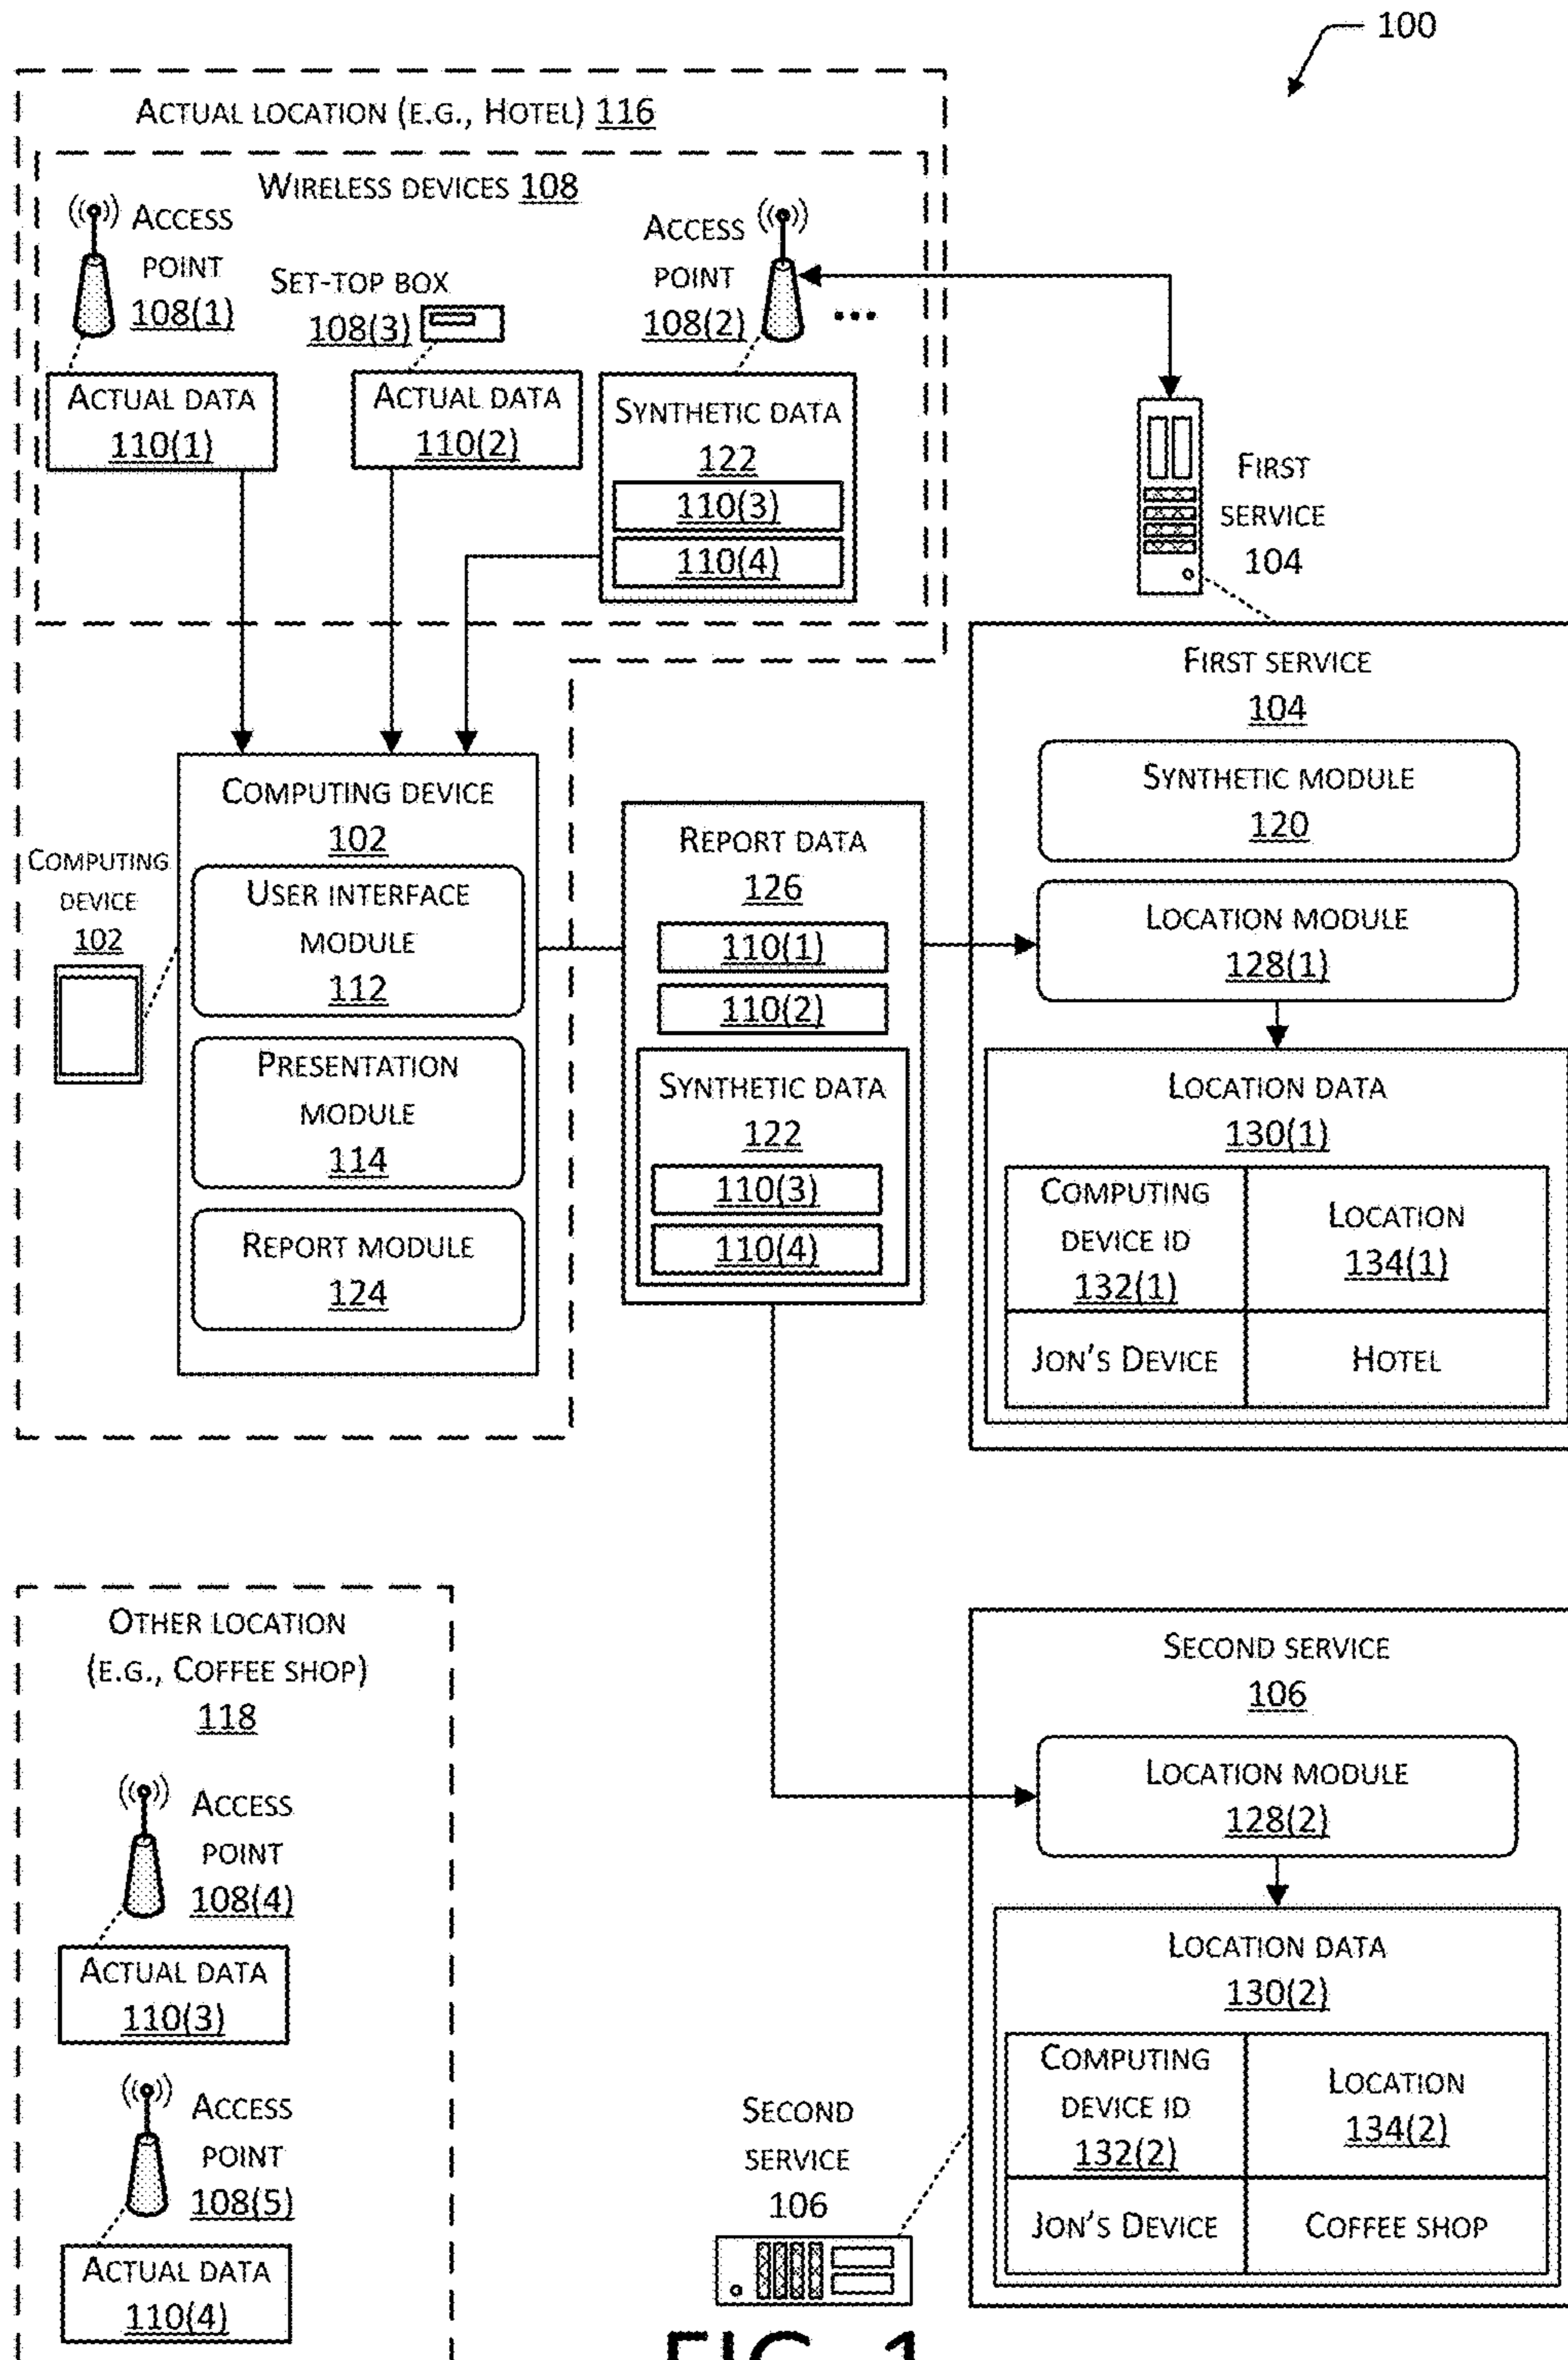 100
ACTUAL LOCATION (E.G., HOTEL) 116
WIRELESS DEVICES 108
ACCESS
POINT
108(1)
SET-TOP BOX
108(3)
ACCESS
POINT
108(2)
...
ACTUAL DATA
110(1)
ACTUAL DATA
110(2)
SYNTHETIC DATA
122
110(3)
110(4)
FIRST
SERVICE
104
COMPUTING
DEVICE
102
COMPUTING DEVICE
102
USER INTERFACE
MODULE
112
PRESENTATION
MODULE
114
REPORT MODULE
124
REPORT DATA
126
110(1)
110(2)
SYNTHETIC DATA
122
110(3)
110(4)
FIRST SERVICE
104
SYNTHETIC MODULE
120
LOCATION MODULE
128(1)
LOCATION DATA
130(1)
COMPUTING
DEVICE ID
132(1)
LOCATION
134(1)
JON'S DEVICE
HOTEL
OTHER LOCATION
(E.G., COFFEE SHOP)
118
ACCESS
POINT
108(4)
ACTUAL DATA
110(3)
ACCESS
POINT
108(5)
ACTUAL DATA
110(4)
SECOND
SERVICE
106
SECOND SERVICE
106
LOCATION MODULE
128(2)
LOCATION DATA
130(2)
COMPUTING
DEVICE ID
132(2)
LOCATION
134(2)
JON'S DEVICE
COFFEE SHOP
FIG. 1